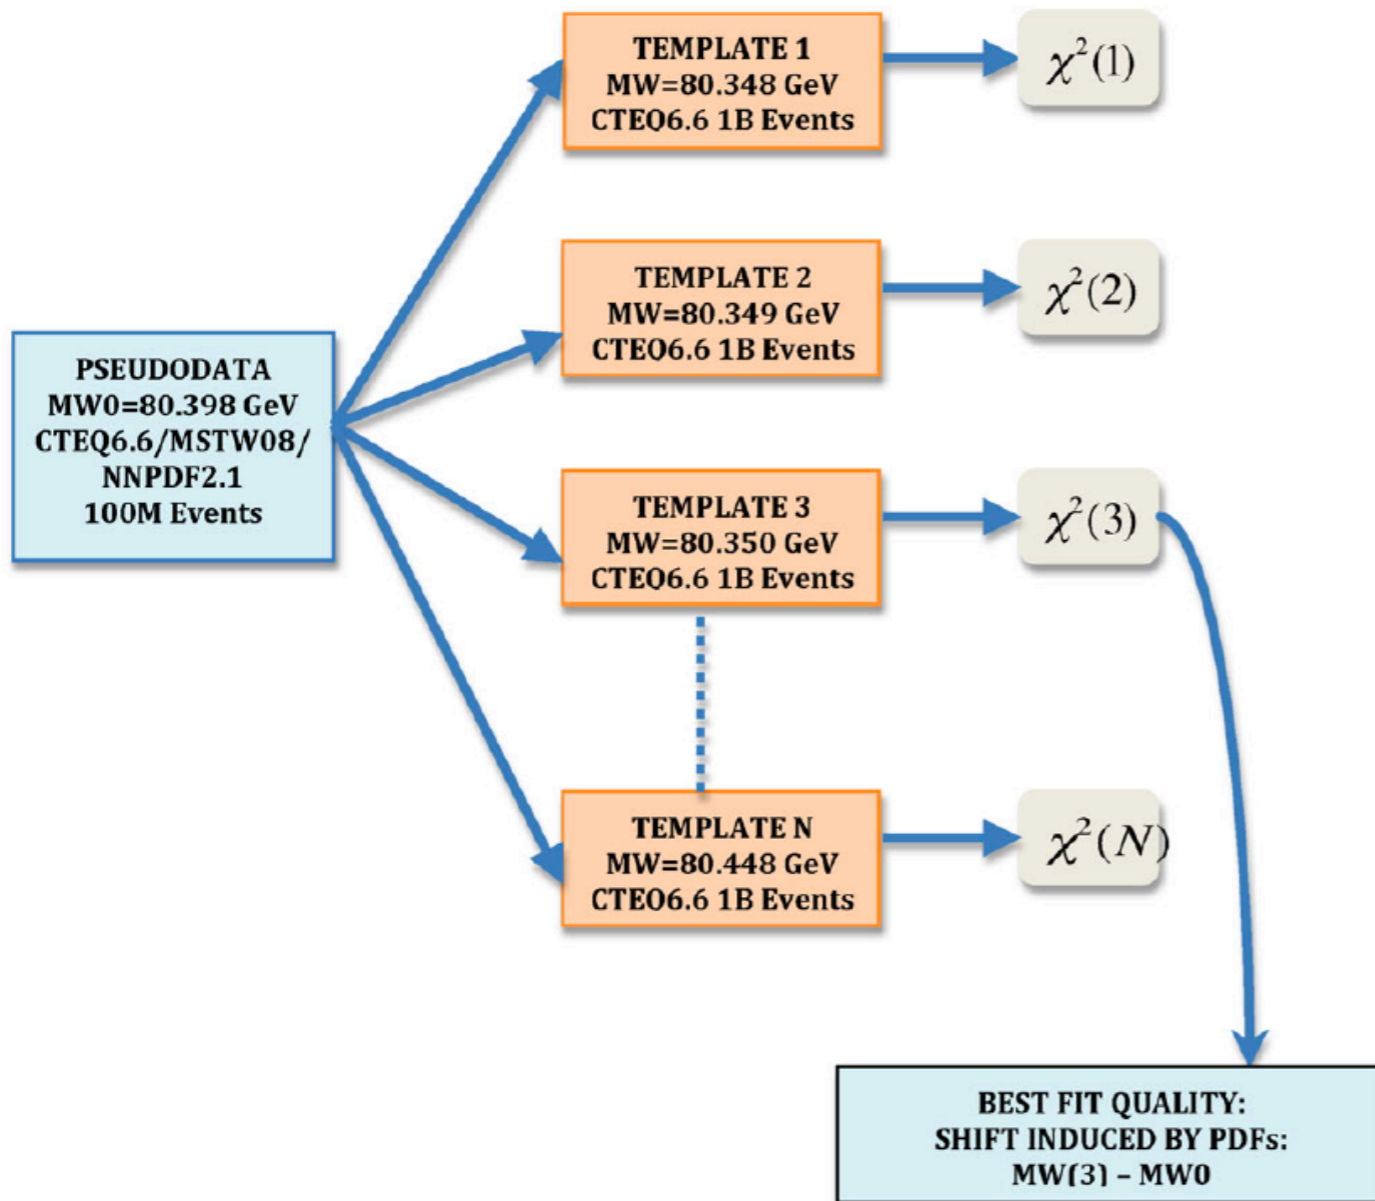 PSEUDODATA
MW0=80.398 GeV
CTEQ6.6/MSTW08/
NNPDF2.1
100M Events
TEMPLATE 1
MW=80.348 GeV
CTEQ6.6 1B Events
χ²(1)
TEMPLATE 2
MW=80.349 GeV
CTEQ6.6 1B Events
χ²(2)
TEMPLATE 3
MW=80.350 GeV
CTEQ6.6 1B Events
χ²(3)
TEMPLATE N
MW=80.448 GeV
CTEQ6.6 1B Events
χ²(N)
BEST FIT QUALITY:
SHIFT INDUCED BY PDFs:
MW(3) – MW0